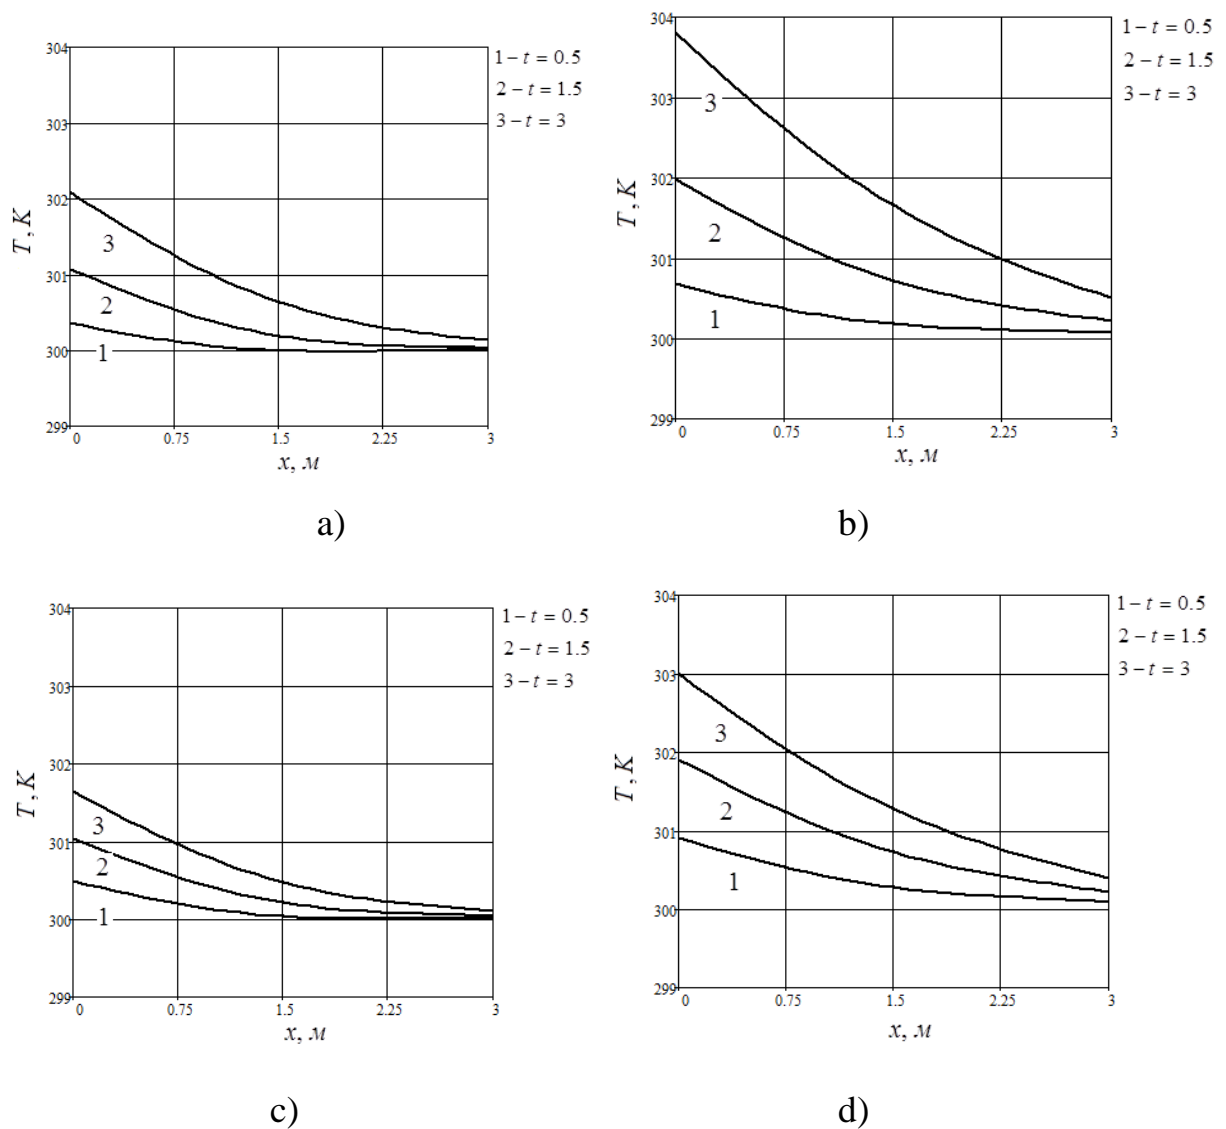 304
303
302
301
300
299
T, K
0
0.75
1.5
2.25
3
x, м
1 – t = 0.5
2 – t = 1.5
3 – t = 3
3
2
1
a)
304
303
302
301
300
299
T, K
0
0.75
1.5
2.25
3
x, м
1 – t = 0.5
2 – t = 1.5
3 – t = 3
3
2
1
b)
304
303
302
301
300
299
T, K
0
0.75
1.5
2.25
3
x, м
1 – t = 0.5
2 – t = 1.5
3 – t = 3
3
2
1
c)
304
303
302
301
300
299
T, K
0
0.75
1.5
2.25
3
x, м
1 – t = 0.5
2 – t = 1.5
3 – t = 3
3
2
1
d)